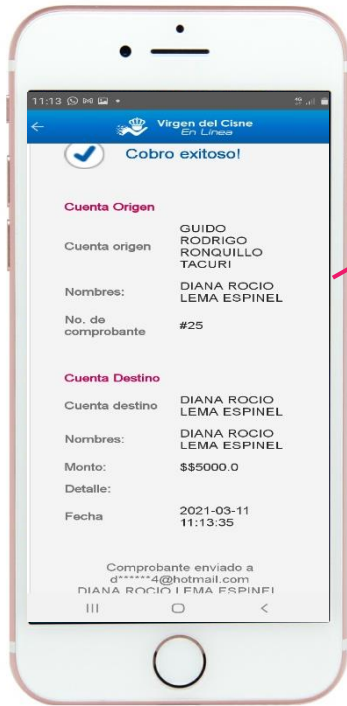 11:13
Virgen del Cisne
En Línea
Cobro exitoso!
Cuenta Origen
Cuenta origen
GUIDO
RODRIGO
RONQUILLO
TACURI
Nombres:
DIANA ROCIO
LEMA ESPINEL
No. de
comprobante
#25
Cuenta Destino
Cuenta destino
DIANA ROCIO
LEMA ESPINEL
Nombres:
DIANA ROCIO
LEMA ESPINEL
Monto:
$$5000.0
Detalle:
Fecha
2021-03-11
11:13:35
Comprobante enviado a
d******4@hotmail.com
DIANA ROCIO LEMA ESPINEL